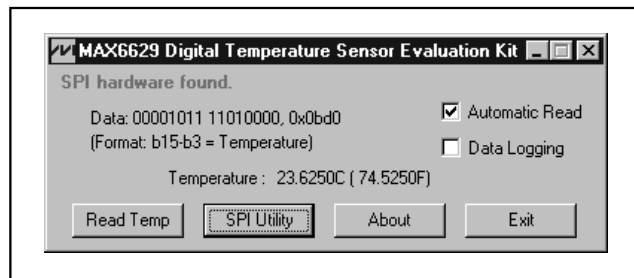 MAX6629 Digital Temperature Sensor Evaluation Kit
SPI hardware found.
Data: 00001011 11010000, 0x0bd0
(Format: b15-b3 = Temperature)
Automatic Read
Data Logging
Temperature : 23.6250C ( 74.5250F)
Read Temp SPI Utility About Exit